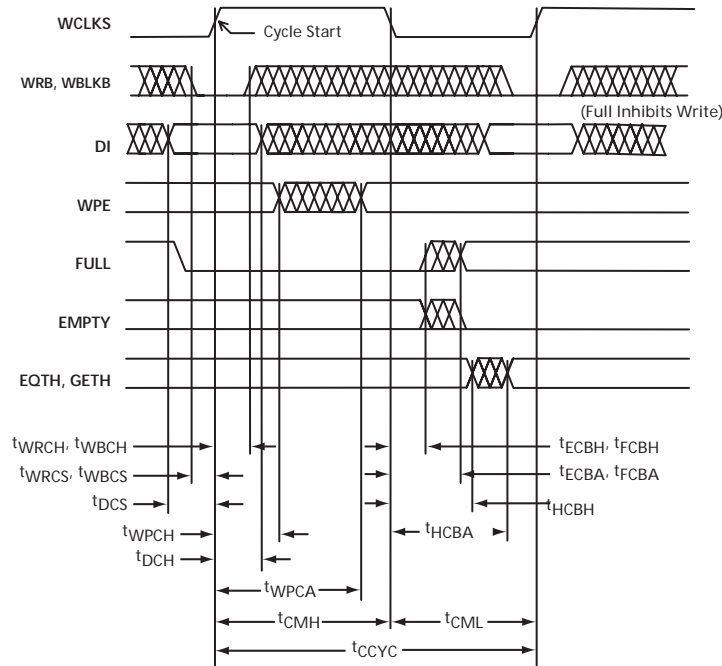 WCLKS
Cycle Start
WRB, WBLKB
(Full Inhibits Write)
DI
WPE
FULL
EMPTY
EQTH, GETH
tWRCH, tWBCH
tECBH, tFCBH
tWRCS, tWBCS
tECBA, tFCBA
tDCS
tHCBH
tWPCH
tHCBA
tDCH
tWPCA
tCMH
tCML
tCCYC